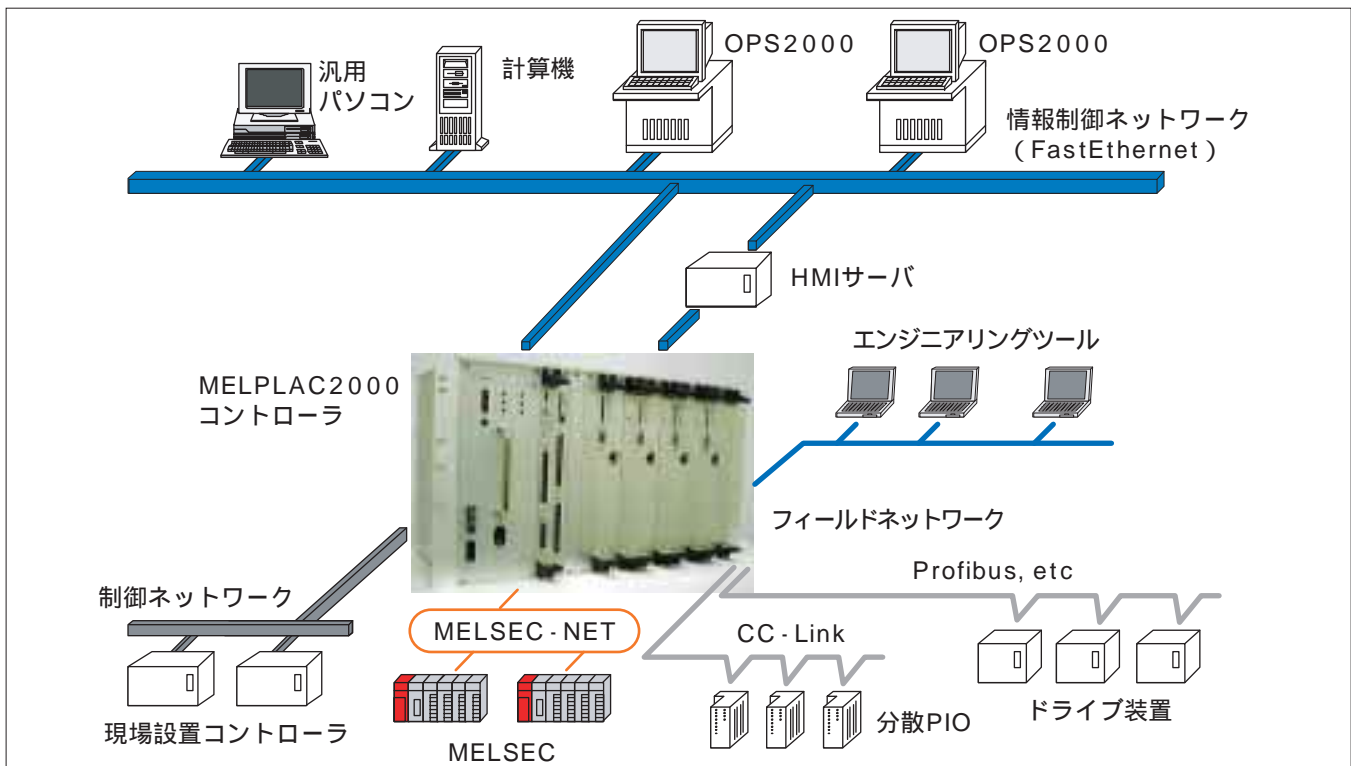 汎用
パソコン
計算機
OPS2000
OPS2000
情報制御ネットワーク
（FastEthernet）
HMIサーバ
エンジニアリングツール
MELPLAC2000
コントローラ
フィールドネットワーク
Profibus, etc
制御ネットワーク
MELSEC-NET
CC-Link
現場設置コントローラ
MELSEC
分散PIO
ドライブ装置